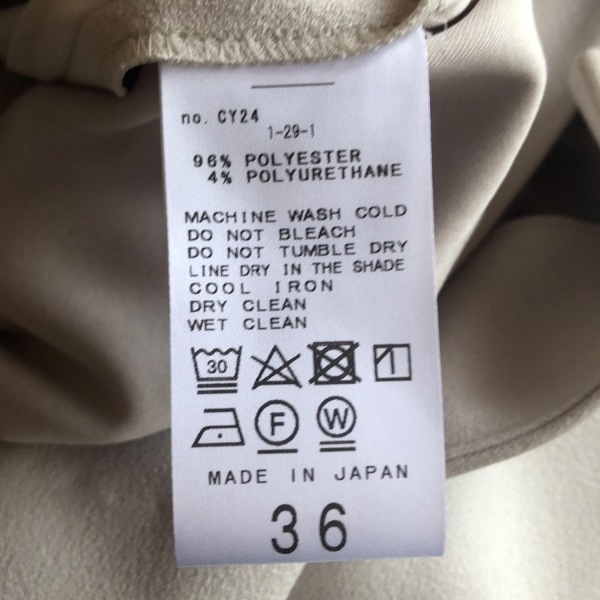 no. CY24
1-29-1
96% POLYESTER
4% POLYURETHANE
MACHINE WASH COLD
DO NOT BLEACH
DO NOT TUMBLE DRY
LINE DRY IN THE SHADE
COOL IRON
DRY CLEAN
WET CLEAN
30
F W
MADE IN JAPAN
36